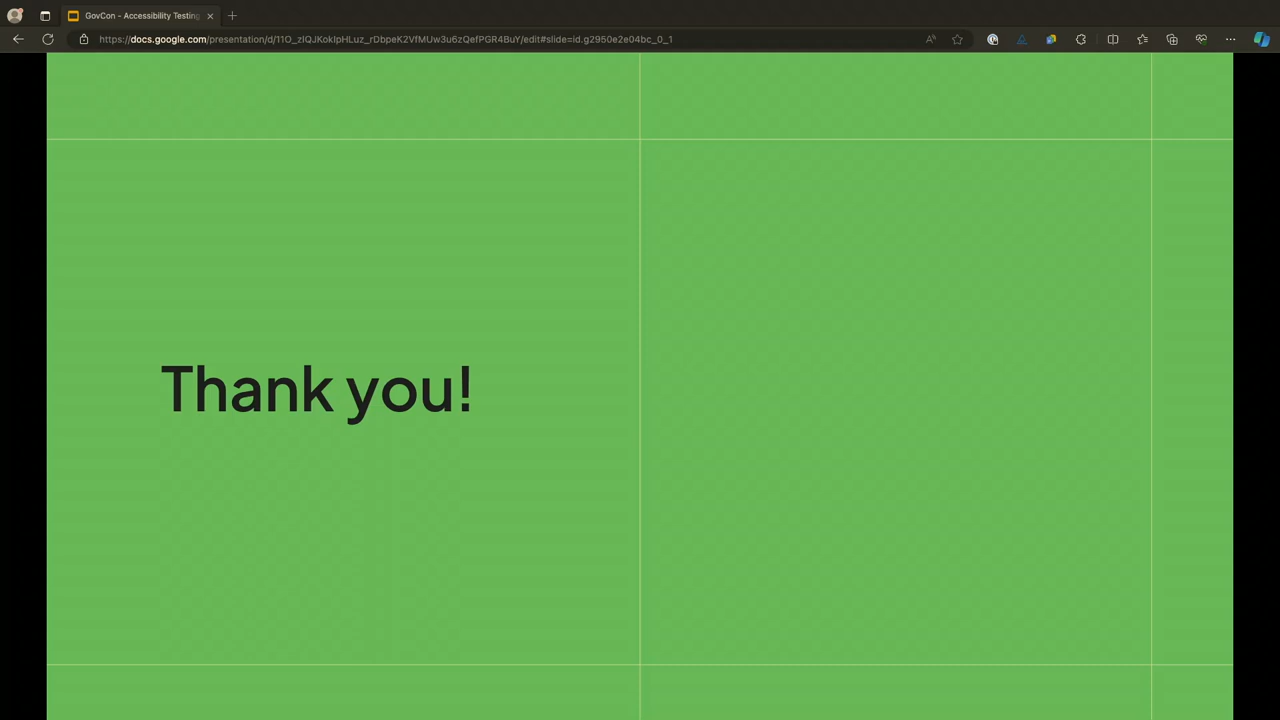 GovCon - Accessibility Testing
https://docs.google.com/presentation/d/11O_zIQJKokIpHLuz_rDbpeK2VfMUw3u6zQefPGR4BuY/edit#slide=id.g2950e2e04bc_0_1
Thank you!